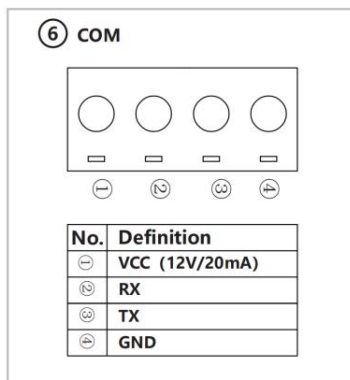 ⑥ COM
① ② ③ ④
No. Definition
① VCC (12V/20mA)
② RX
③ TX
④ GND